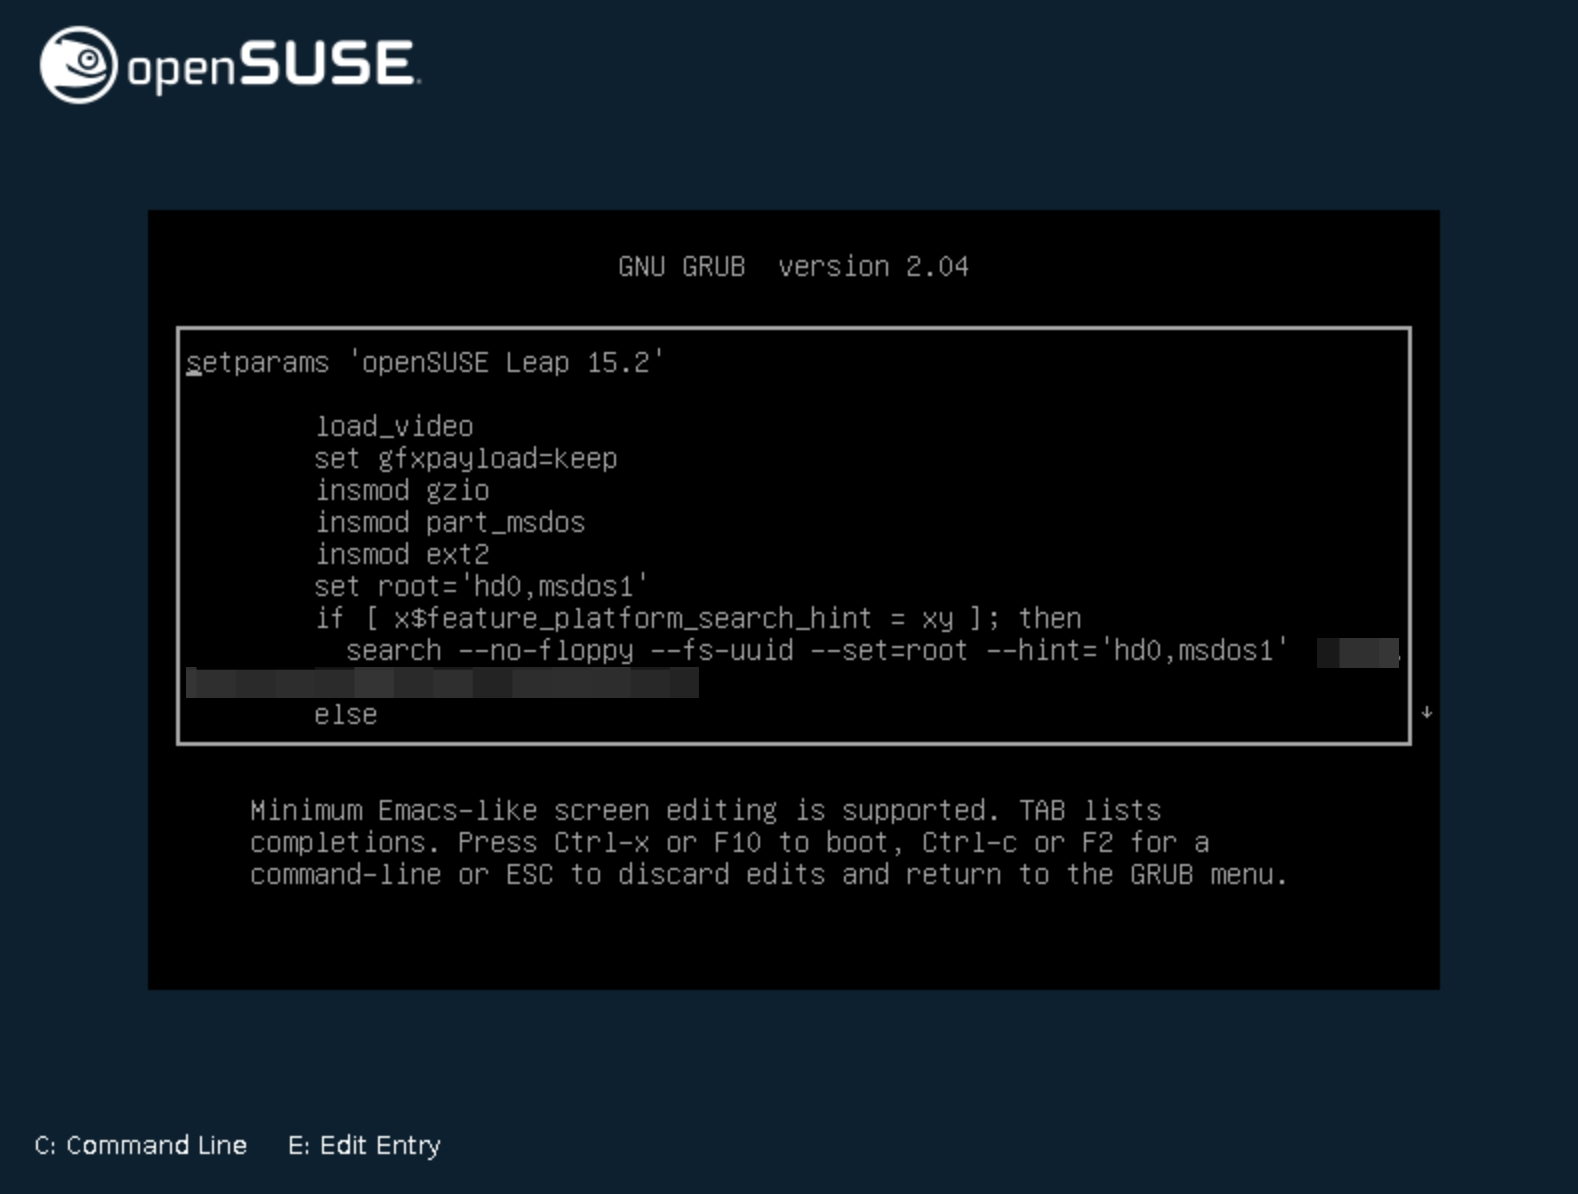 openSUSE.
GNU GRUB version 2.04
setparams 'openSUSE Leap 15.2'
load_video
set gfxpayload=keep
insmod gzio
insmod part_msdos
insmod ext2
set root='hd0,msdos1'
if [ x$feature_platform_search_hint = xy ]; then
search --no-floppy --fs-uuid --set=root --hint='hd0,msdos1'
else
↓
Minimum Emacs-like screen editing is supported. TAB lists
completions. Press Ctrl-x or F10 to boot, Ctrl-c or F2 for a
command-line or ESC to discard edits and return to the GRUB menu.
C: Command Line E: Edit Entry